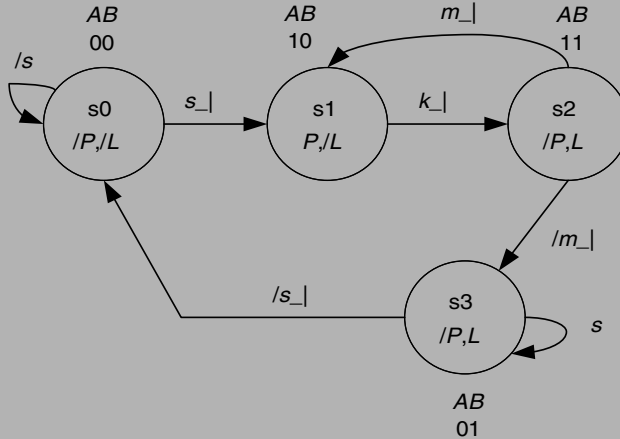 AB
00
AB
10
m_|
AB
11
/s
s0
/P,/L
s_|
s1
P,/L
k_|
s2
/P,L
/m_|
/s_|
s3
/P,L
s
AB
01